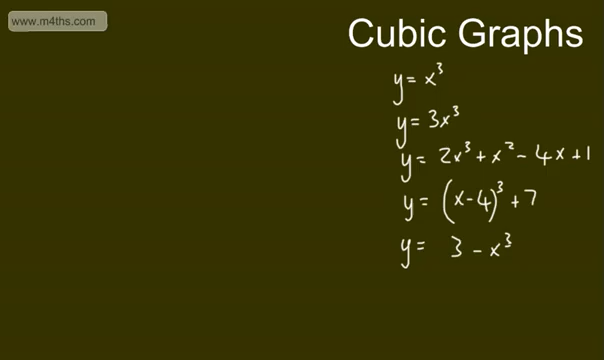 www.m4ths.com
Cubic Graphs
y = x³
y = 3x³
y = 2x³ + x² - 4x + 1
y = (x - 4)³ + 7
y = 3 - x³